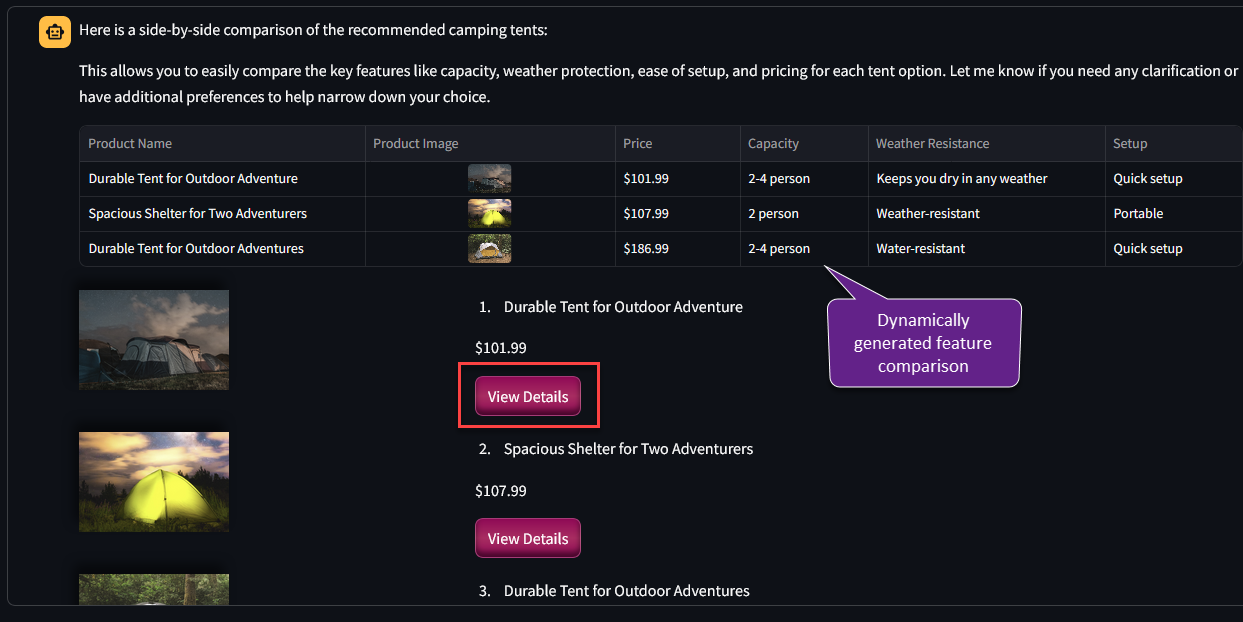 Here is a side-by-side comparison of the recommended camping tents:
This allows you to easily compare the key features like capacity, weather protection, ease of setup, and pricing for each tent option. Let me know if you need any clarification or
have additional preferences to help narrow down your choice.
Product Name Product Image Price Capacity Weather Resistance Setup
Durable Tent for Outdoor Adventure $101.99 2-4 person Keeps you dry in any weather Quick setup
Spacious Shelter for Two Adventurers $107.99 2 person Weather-resistant Portable
Durable Tent for Outdoor Adventures $186.99 2-4 person Water-resistant Quick setup
Dynamically
generated feature
comparison
1. Durable Tent for Outdoor Adventure
$101.99
View Details
2. Spacious Shelter for Two Adventurers
$107.99
View Details
3. Durable Tent for Outdoor Adventures